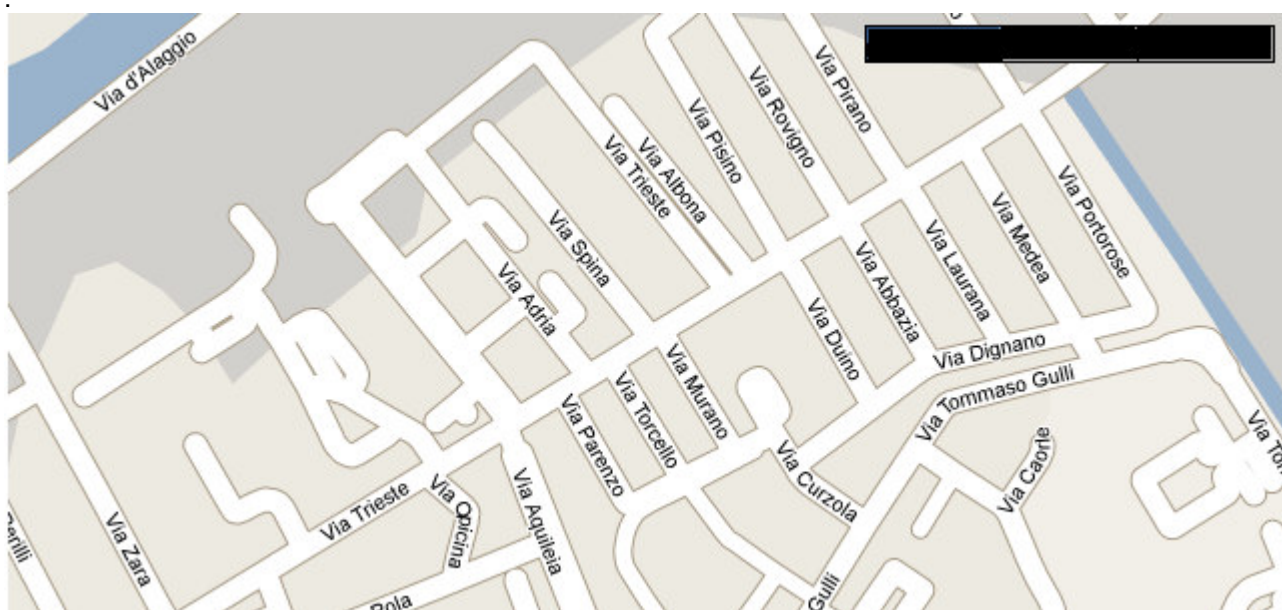 Via d'Alaggio
Via Pirano
Via Rovigno
Via Pisino
Via Albona
Via Trieste
Via Portorose
Via Medea
Via Laurana
Via Abbazia
Via Spina
Via Adria
Via Duino
Via Dignano
Via Tommaso Gulli
Via Murano
Via Torcello
Via Parenzo
Via Caorle
Via Curzola
Via Trieste
Via Opicina
Via Aquileia
Via Zara
Gulli